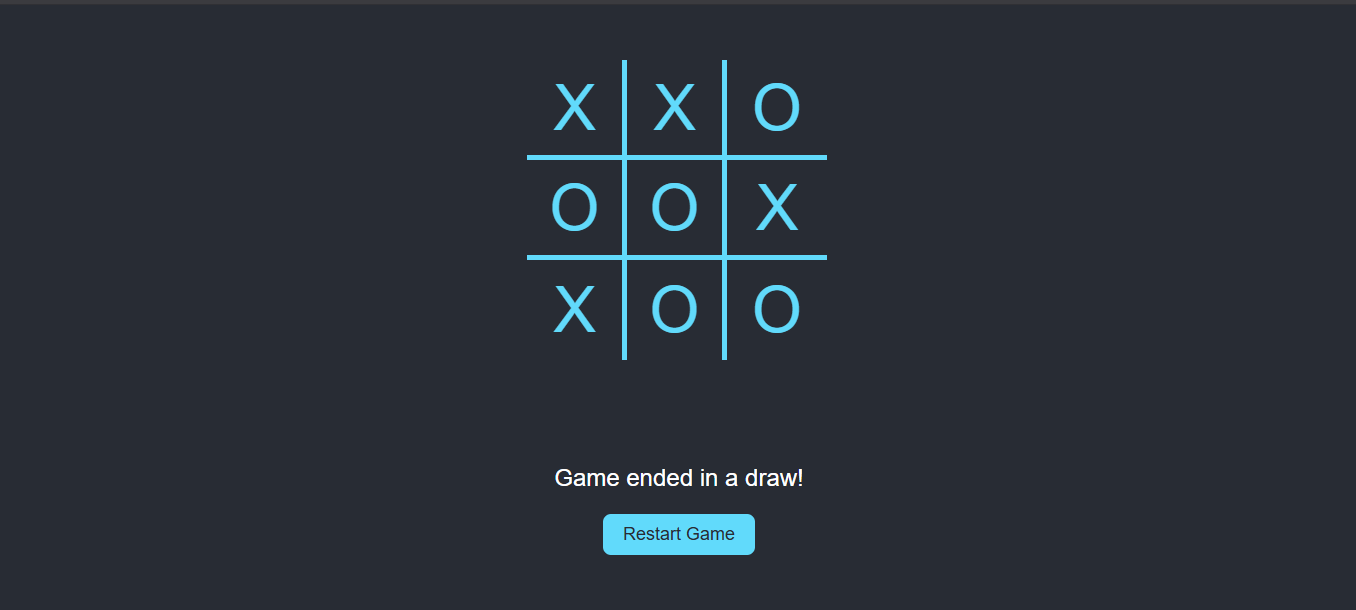 X X O
O O X
X O O
Game ended in a draw!
Restart Game